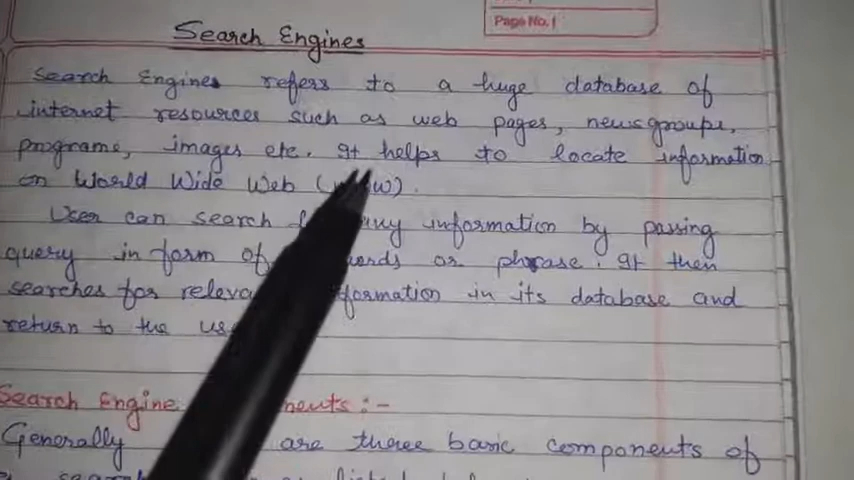 Page No. 1
Search Engines
Search Engines refers to a huge database of
internet resources such as web pages, newsgroups,
programs, images etc. It helps to locate information
on World Wide Web
User can search any information by passing
query in form of or phrase. It then
searches for information in its database and
return to the
Search Engine
Generally are three basic components of